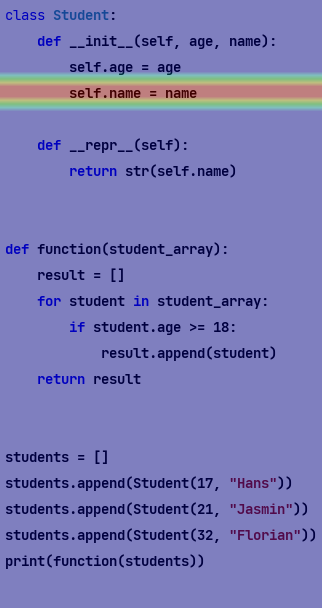 class Student:
    def __init__(self, age, name):
        self.age = age
        self.name = name
    def __repr__(self):
        return str(self.name)
def function(student_array):
    result = []
    for student in student_array:
        if student.age >= 18:
            result.append(student)
    return result
students = []
students.append(Student(17, "Hans"))
students.append(Student(21, "Jasmin"))
students.append(Student(32, "Florian"))
print(function(students))